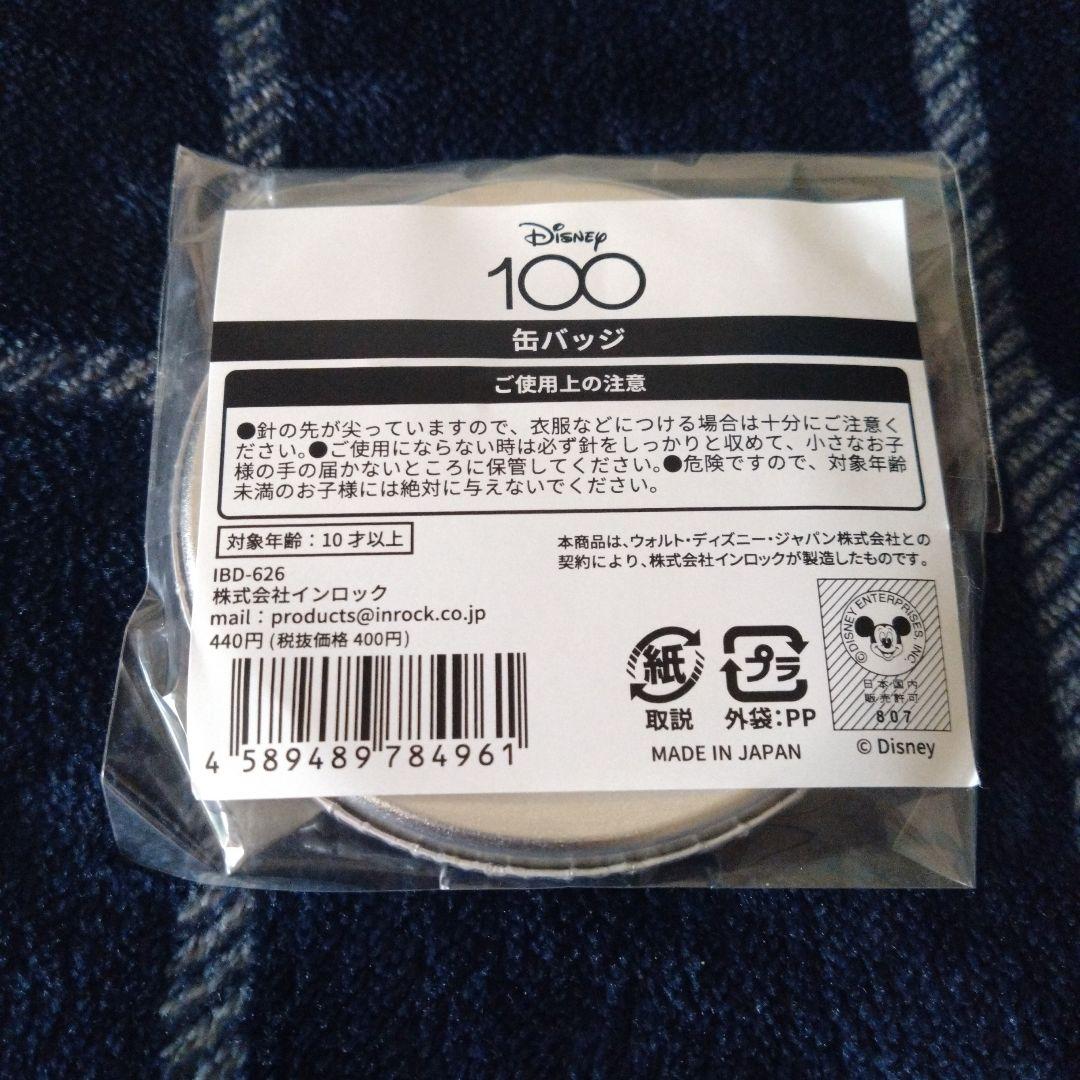 Disney
100
缶バッジ
ご使用上の注意
●針の先が尖っていますので、衣服などにつける場合は十分にご注意く
ださい。●ご使用にならない時は必ず針をしっかりと収めて、小さなお子
様の手の届かないところに保管してください。●危険ですので、対象年齢
未満のお子様には絶対に与えないでください。
対象年齢：10才以上
本商品は、ウォルト・ディズニー・ジャパン株式会社との
契約により、株式会社インロックが製造したものです。
IBD-626
株式会社インロック
mail：products@inrock.co.jp
440円 (税抜価格 400円)
4 589489 784961
紙
取説
プラ
外袋：PP
MADE IN JAPAN
© DISNEY ENTERPRISES, INC.
日本国内
販売許可
807
© Disney